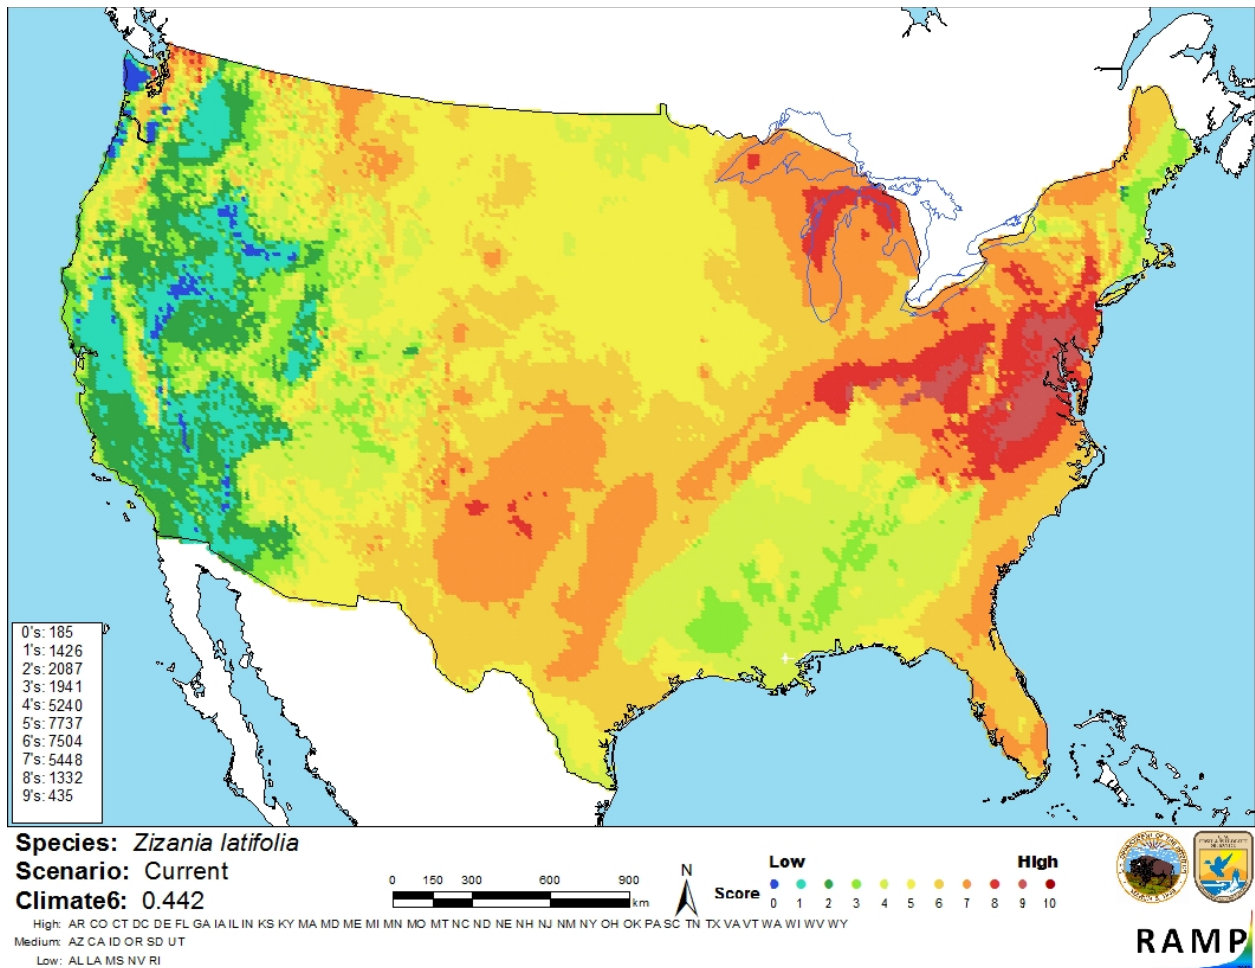 0's: 185
1's: 1426
2's: 2087
3's: 1941
4's: 5240
5's: 7737
6's: 7504
7's: 5448
8's: 1332
9's: 435
Species: Zizania latifolia
Scenario: Current
Climate6: 0.442
0 150 300 600 900
km
N
Low High
Score
0 1 2 3 4 5 6 7 8 9 10
High: AR CO CT DC DE FL GA IA IL IN KS KY MA MD ME MI MN MO MT NC ND NE NH NJ NM NY OH OK PA SC TN TX VA VT WA WI WV WY
Medium: AZ CA ID OR SD UT
Low: AL LA MS NV RI
RAMP